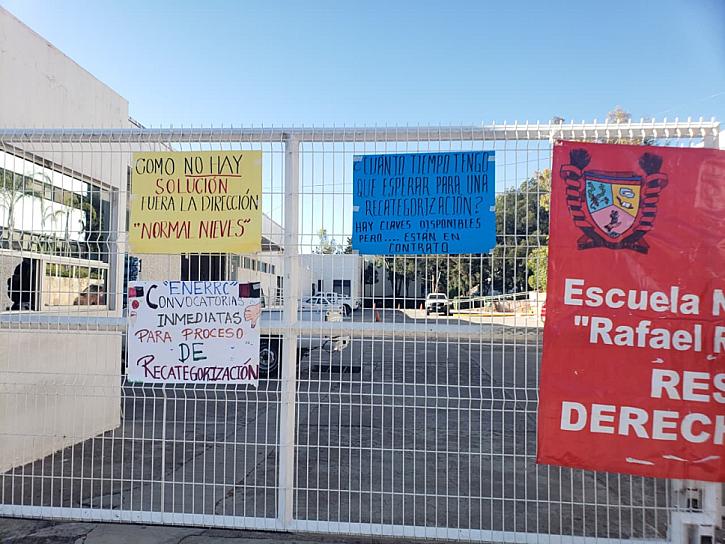 COMO NO HAY
SOLUCIÓN
FUERA LA DIRECCIÓN
"NORMAL NIEVES"
¿CUANTO TIEMPO TENGO
QUE ESPERAR PARA UNA
RECATEGORIZACIÓN?
HAY CLAVES DISPONIBLES
PERO.... ESTÁN EN
CONTRATO
¿"ENERRC"
CONVOCATORIAS
INMEDIATAS
PARA PROCESO
DE
RECATEGORIZACIÓN
Escuela N
"Rafael R
RES
DERECH